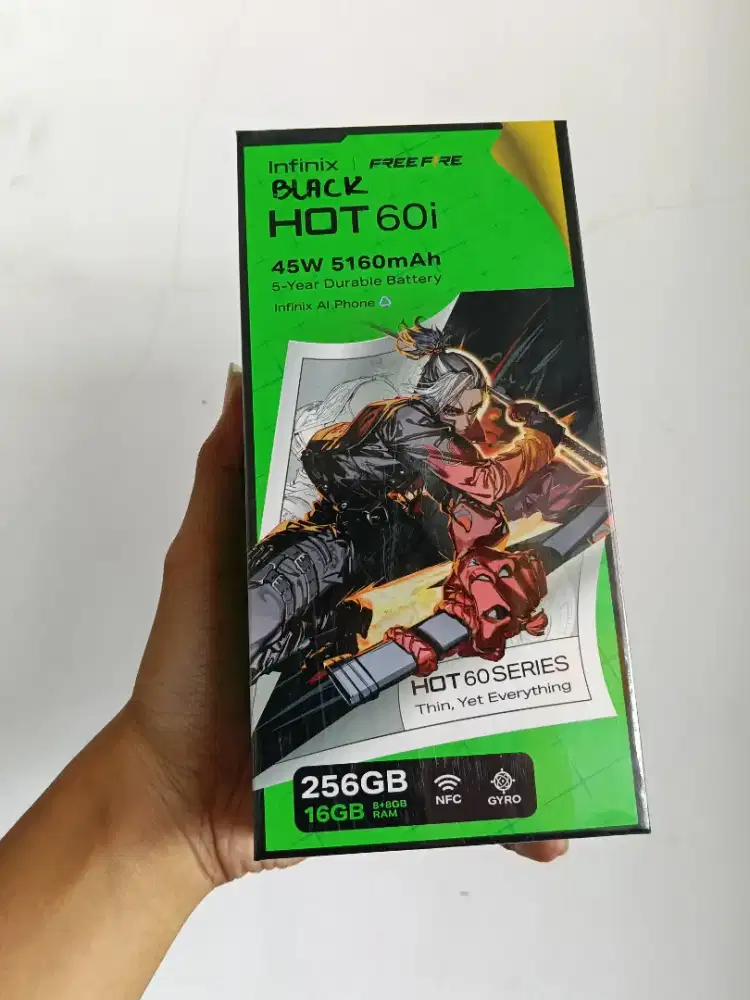 Infinix | FREE FIRE
BLACK
HOT 60i
45W 5160mAh
5-Year Durable Battery
Infinix AI Phone
HOT 60 SERIES
Thin, Yet Everything
256GB
16GB 8+8GB RAM
NFC
GYRO